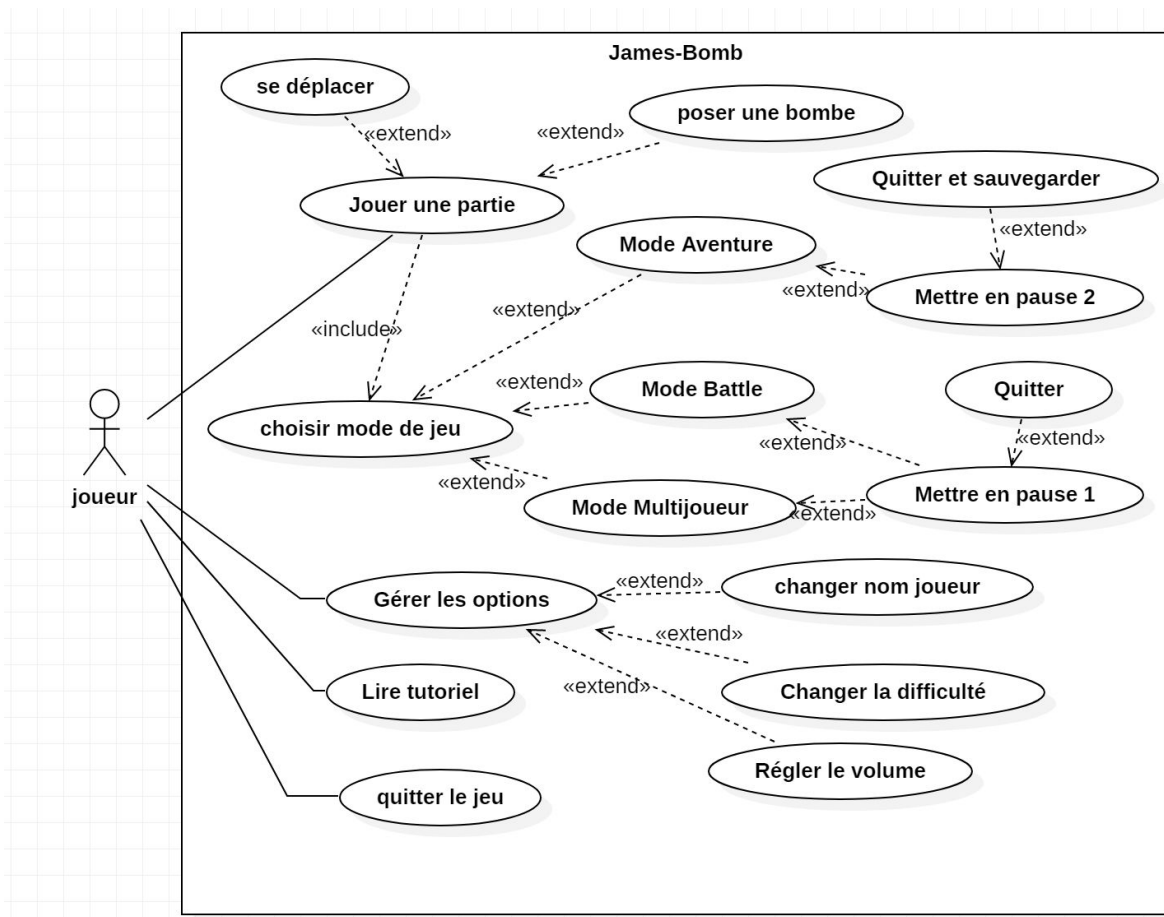 James-Bomb
se déplacer
poser une bombe
«extend»
«extend»
Quitter et sauvegarder
Jouer une partie
«extend»
Mode Aventure
«extend»
Mettre en pause 2
«extend»
«include»
«extend»
Mode Battle
Quitter
choisir mode de jeu
«extend»
«extend»
«extend»
Mettre en pause 1
joueur
Mode Multijoueur
«extend»
«extend»
changer nom joueur
Gérer les options
«extend»
Lire tutoriel
«extend»
Changer la difficulté
Régler le volume
quitter le jeu